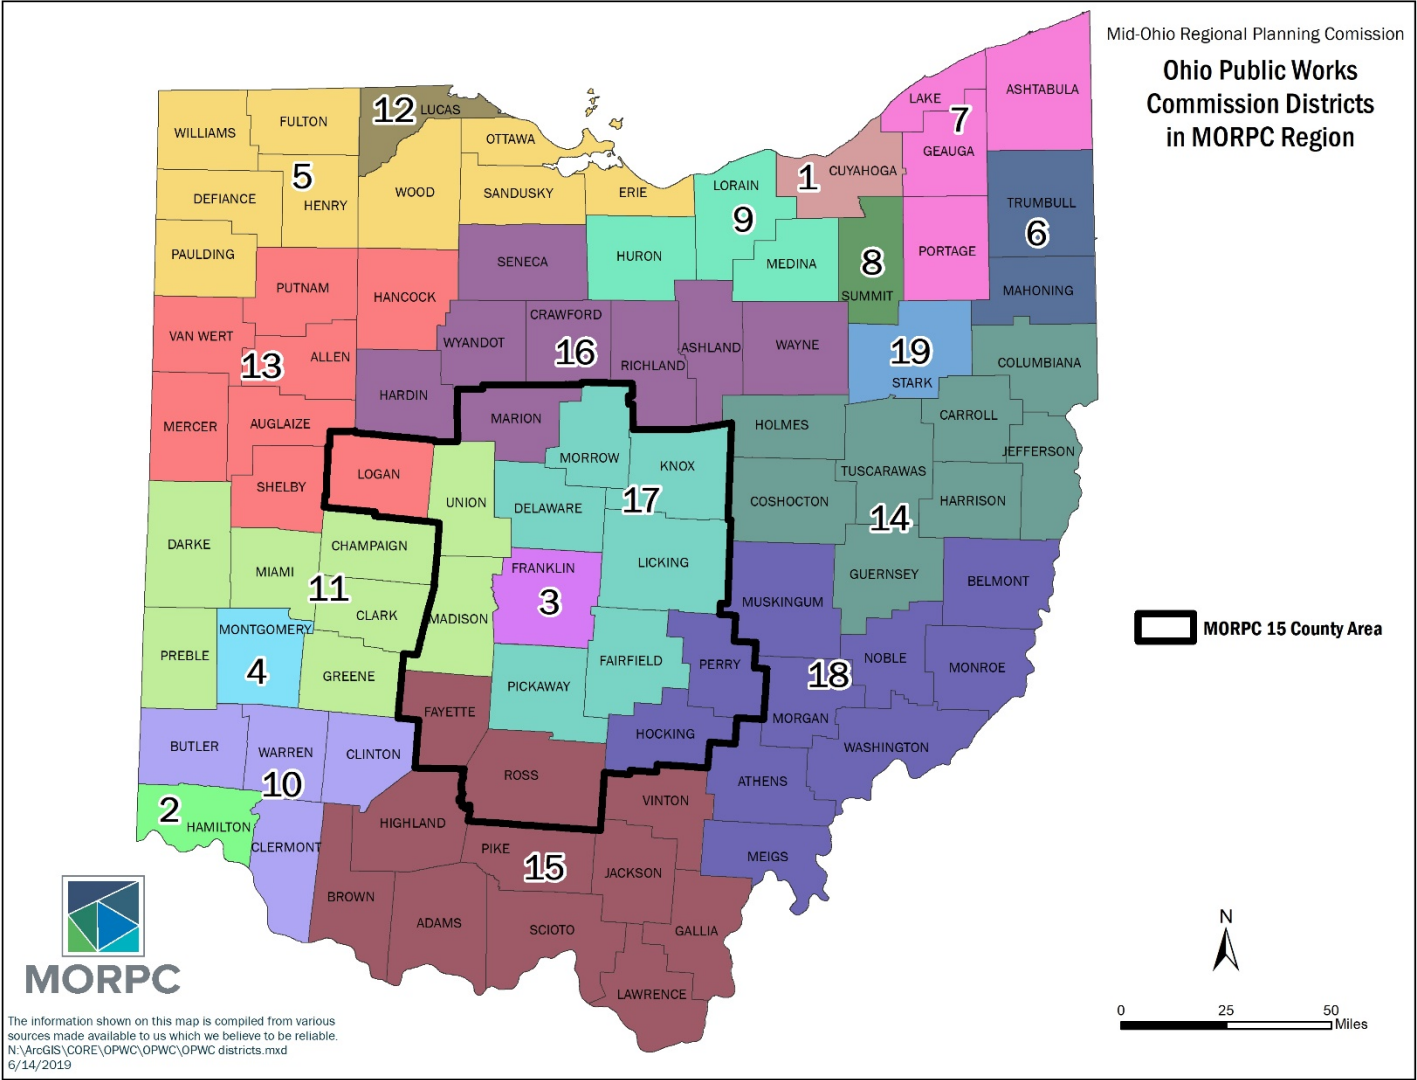 Mid-Ohio Regional Planning Comission
Ohio Public Works
Commission Districts
in MORPC Region
WILLIAMS
FULTON
12
LUCAS
OTTAWA
LAKE
7
ASHTABULA
GEAUGA
DEFIANCE
5
HENRY
WOOD
SANDUSKY
ERIE
LORAIN
9
1
CUYAHOGA
TRUMBULL
6
PAULDING
PUTNAM
HANCOCK
SENECA
HURON
MEDINA
8
SUMMIT
PORTAGE
MAHONING
VAN WERT
13
ALLEN
WYANDOT
CRAWFORD
16
RICHLAND
ASHLAND
WAYNE
19
STARK
COLUMBIANA
MERCER
AUGLAIZE
HARDIN
MARION
MORROW
KNOX
HOLMES
CARROLL
JEFFERSON
SHELBY
LOGAN
UNION
DELAWARE
17
COSHOCTON
TUSCARAWAS
14
HARRISON
DARKE
MIAMI
11
CHAMPAIGN
CLARK
MADISON
FRANKLIN
3
LICKING
MUSKINGUM
GUERNSEY
BELMONT
MORPC 15 County Area
PREBLE
MONTGOMERY
4
GREENE
FAYETTE
PICKAWAY
FAIRFIELD
PERRY
18
MORGAN
NOBLE
MONROE
BUTLER
WARREN
10
CLINTON
ROSS
HOCKING
ATHENS
WASHINGTON
2
HAMILTON
CLERMONT
HIGHLAND
PIKE
15
VINTON
JACKSON
MEIGS
BROWN
ADAMS
SCIOTO
GALLIA
LAWRENCE
MORPC
The information shown on this map is compiled from various
sources made available to us which we believe to be reliable.
N:\ArcGIS\CORE\OPWC\OPWC\OPWC districts.mxd
6/14/2019
N
0 25 50
Miles